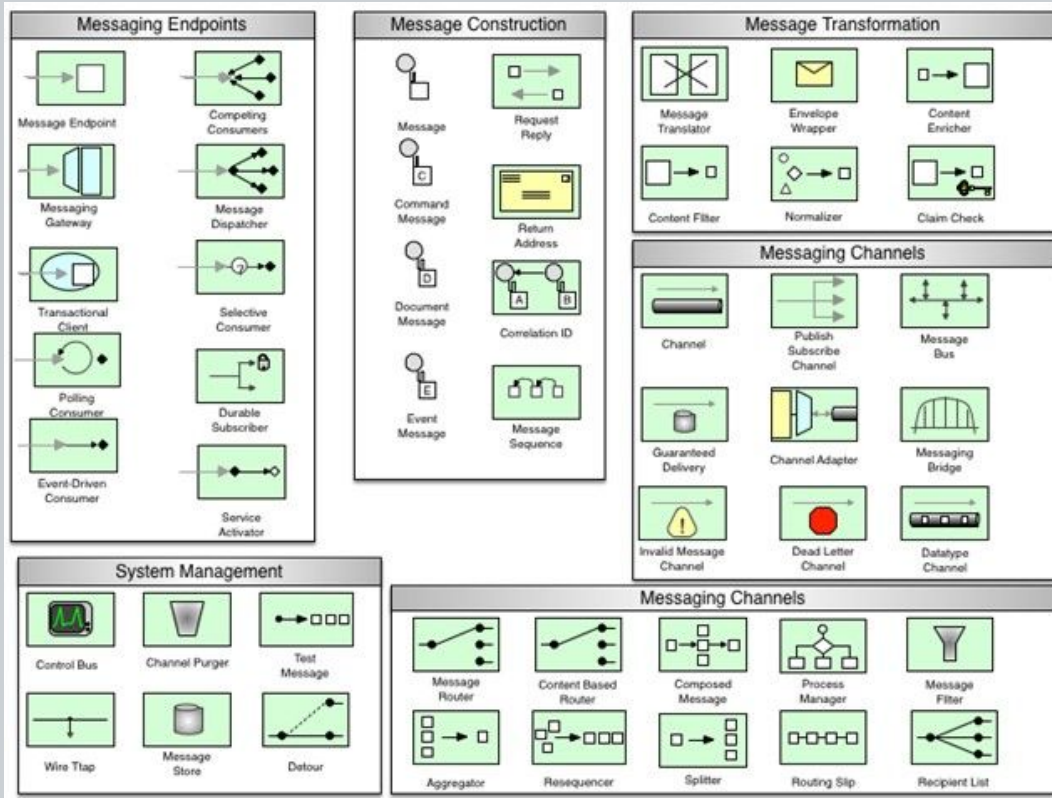 Messaging Endpoints
Message Endpoint
Competing
Consumers
Messaging
Gateway
Message
Dispatcher
Transactional
Client
Selective
Consumer
Polling
Consumer
Durable
Subscriber
Event-Driven
Consumer
Service
Activator
Message Construction
Message
Request
Reply
C
Command
Message
Return
Address
D
Document
Message
A
B
Correlation ID
E
Event
Message
Message
Sequence
Message Transformation
Message
Translator
Envelope
Wrapper
Content
Enricher
Content FIlter
Normalizer
Claim Check
Messaging Channels
Channel
Publish
Subscribe
Channel
Message
Bus
Guaranteed
Delivery
Channel Adapter
Messaging
Bridge
!
Invalid Message
Channel
Dead Letter
Channel
Datatype
Channel
System Management
Control Bus
Channel Purger
Test
Message
Wire Ttap
Message
Store
Detour
Messaging Channels
Message
Router
Content Based
Router
Composed
Message
Process
Manager
Message
FIlter
Aggregator
Resequencer
Splitter
Routing Slip
Recipient List